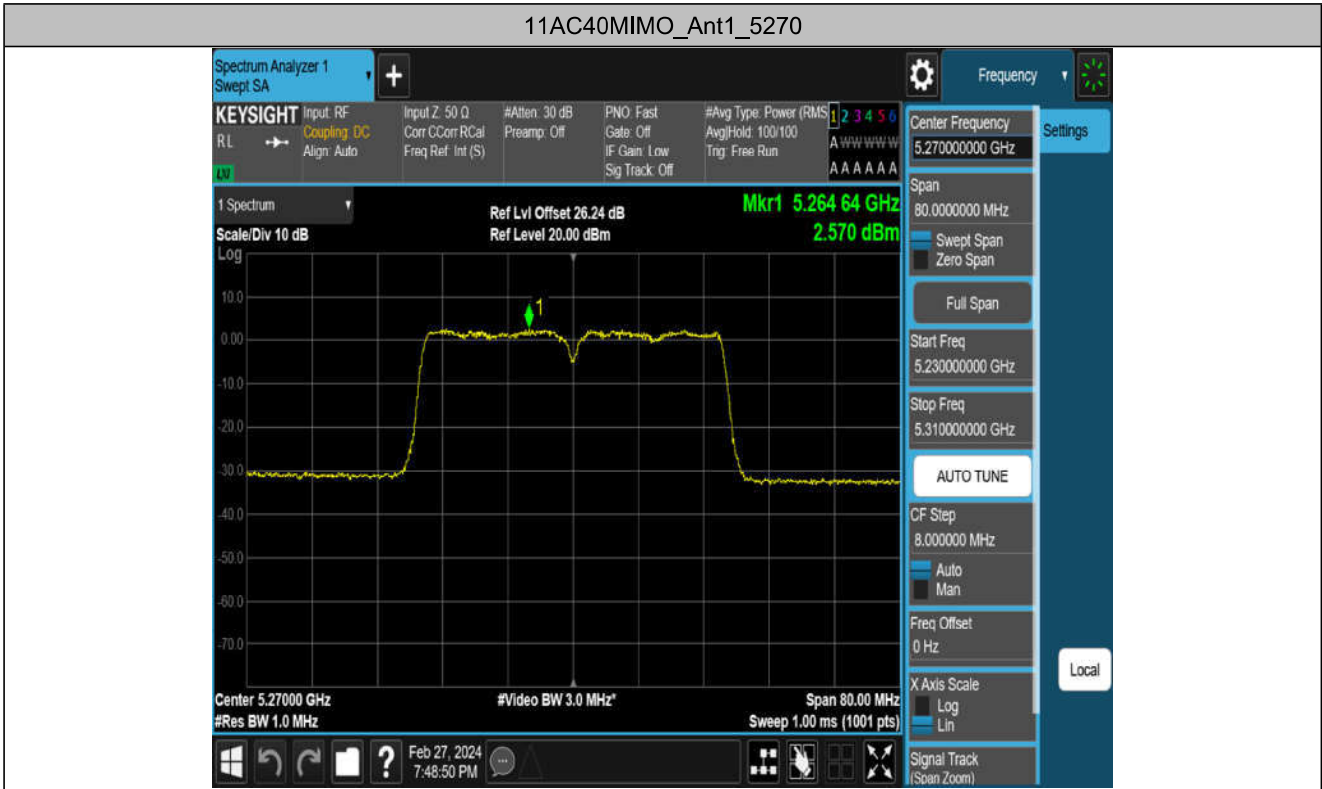 11AC40MIMO_Ant1_5270
Spectrum Analyzer 1
Swept SA
+
Frequency
KEYSIGHT
RL
LXI
Input: RF
Coupling: DC
Align: Auto
Input Z: 50 Ω
Corr CCorr RCal
Freq Ref: Int (S)
#Atten: 30 dB
Preamp: Off
PNO: Fast
Gate: Off
IF Gain: Low
Sig Track: Off
#Avg Type: Power (RMS
Avg|Hold: 100/100
Trig: Free Run
1 2 3 4 5 6
A W W W W W
A A A A A A
1 Spectrum
Scale/Div 10 dB
Log
Ref Lvl Offset 26.24 dB
Ref Level 20.00 dBm
Mkr1 5.264 64 GHz
2.570 dBm
1
10.0
0.00
-10.0
-20.0
-30.0
-40.0
-50.0
-60.0
-70.0
Center 5.27000 GHz
#Video BW 3.0 MHz*
Span 80.00 MHz
#Res BW 1.0 MHz
Sweep 1.00 ms (1001 pts)
?
Feb 27, 2024
7:48:50 PM
Center Frequency
5.270000000 GHz
Settings
Span
80.0000000 MHz
Swept Span
Zero Span
Full Span
Start Freq
5.230000000 GHz
Stop Freq
5.310000000 GHz
AUTO TUNE
CF Step
8.000000 MHz
Auto
Man
Freq Offset
0 Hz
X Axis Scale
Log
Lin
Local
Signal Track
(Span Zoom)